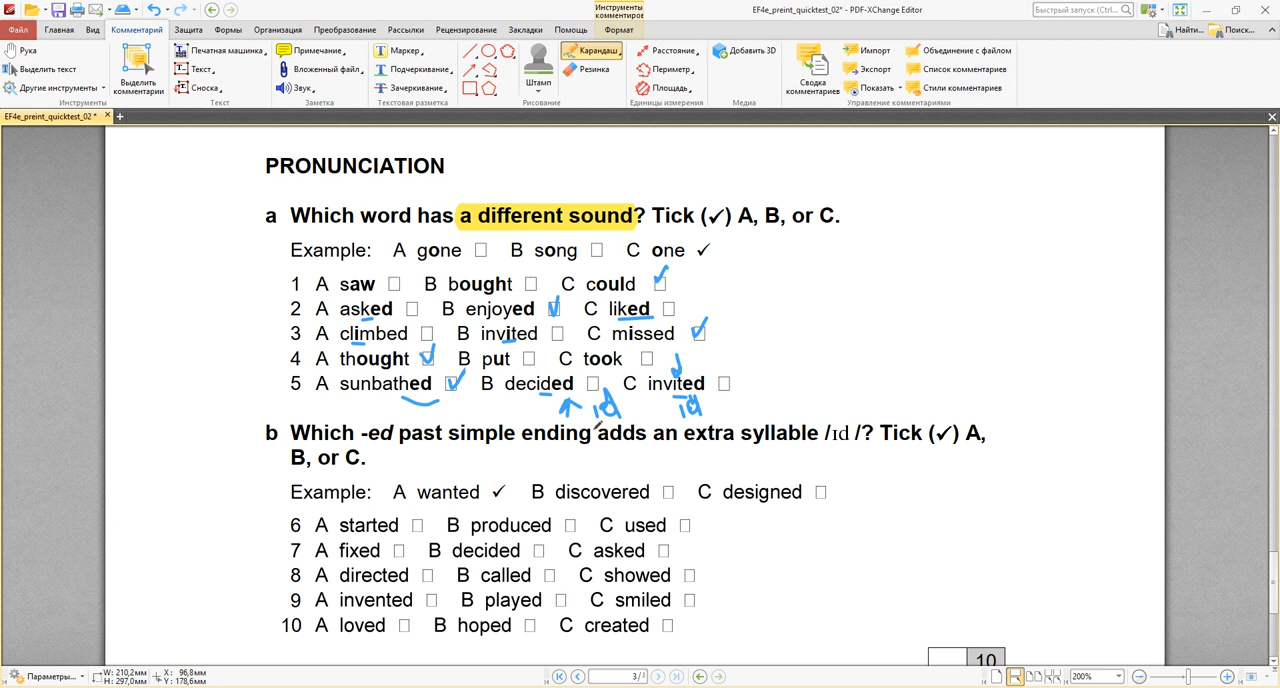 Инструменты комментиров
EF4e_preint_quicktest_02* - PDF-XChange Editor
Быстрый запуск (Ctrl...
Файл Главная Вид Комментарий Защита Формы Организация Преобразование Рассылки Рецензирование Закладки Помощь Формат Найти... Поиск...
Рука
Выделить текст
Другие инструменты
Инструменты
Выделить комментарии
Печатная машинка
Текст
Сноска
Текст
Примечание
Вложенный файл
Звук
Заметка
Маркер
Подчеркивание
Зачеркивание
Текстовая разметка
Штамп
Карандаш
Резинка
Рисование
Расстояние
Периметр
Площадь
Единицы измерения
Добавить 3D
Медиа
Сводка комментариев
Импорт
Экспорт
Показать
Объединение с файлом
Список комментариев
Стили комментариев
Управление комментариями
EF4e_preint_quicktest_02 *
PRONUNCIATION
a Which word has a different sound? Tick (✓) A, B, or C.
Example: A gone B song C one ✓
1 A saw B bought C could
2 A asked B enjoyed C liked
3 A climbed B invited C missed
4 A thought B put C took
5 A sunbathed B decided C invited
id id
b Which -ed past simple ending adds an extra syllable /ɪd /? Tick (✓) A,
B, or C.
Example: A wanted ✓ B discovered C designed
6 A started B produced C used
7 A fixed B decided C asked
8 A directed B called C showed
9 A invented B played C smiled
10 A loved B hoped C created
10
Параметры... W: 210,2мм H: 297,0мм X: 96,8мм Y: 178,6мм 3/3 200%